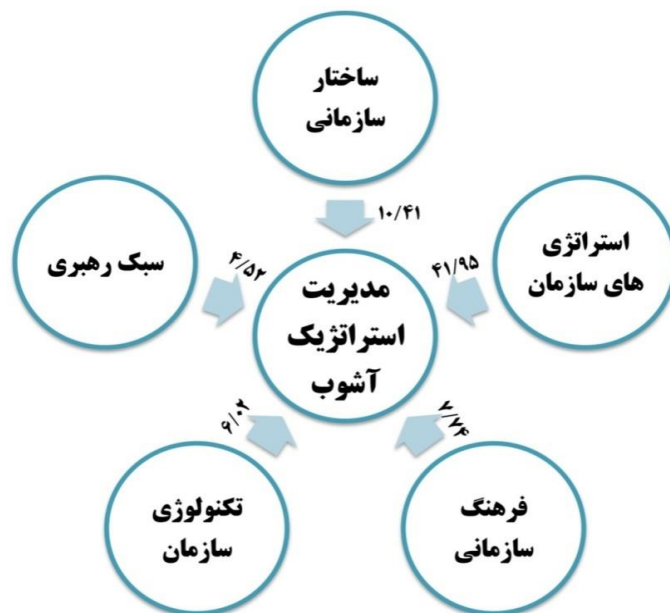 ساختار
سازمانی
۱۰/۴۱
استراتژی
های سازمان
۴۱/۹۵
سبک رهبری
۴/۵۲
مدیریت
استراتژیک
آشوب
۷/۷۴
۶/۰۲
فرهنگ
سازمانی
تکنولوژی
سازمان